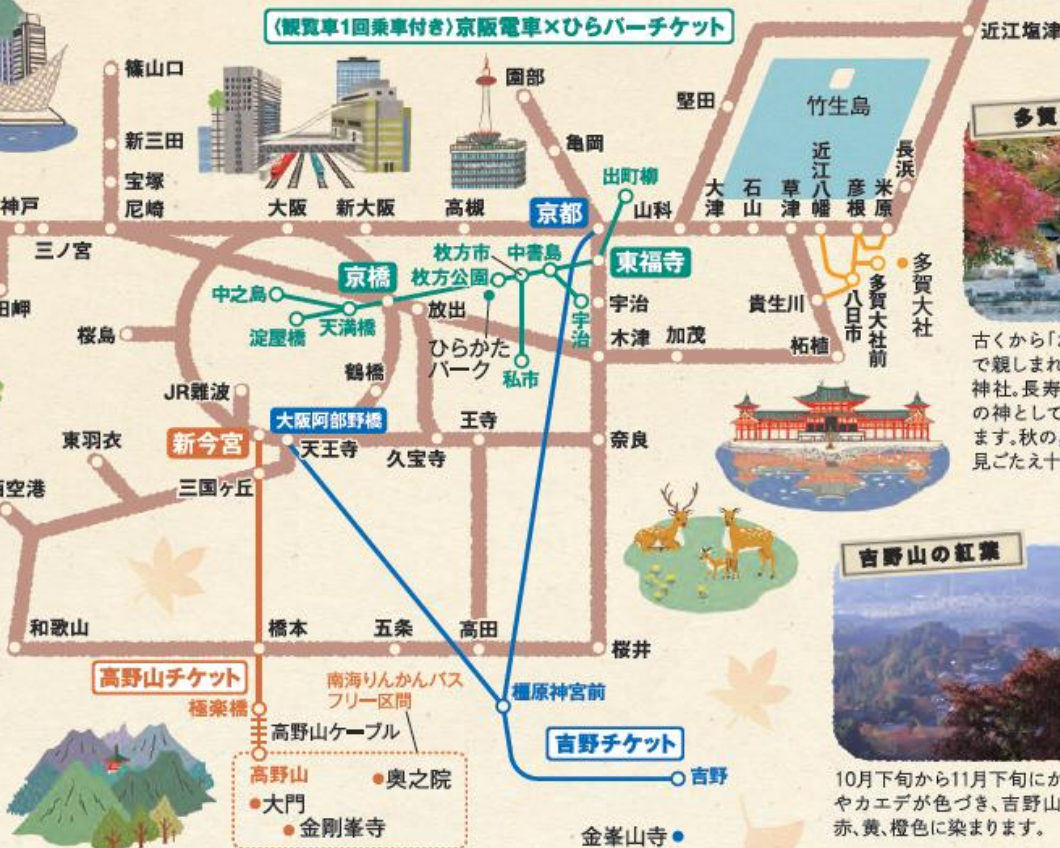 〈観覧車1回乗車付き〉京阪電車×ひらパーチケット
近江塩津
篠山口
園部
堅田
竹生島
多賀
新三田
亀岡
近江八幡
長浜
宝塚
出町柳
大津
石山
草津
彦根
米原
神戸
尼崎
大阪
新大阪
高槻
京都
山科
三ノ宮
枚方市
中書島
東福寺
京橋
枚方公園
多賀大社
多賀大社前
八日市
中之島
放出
宇治
宇治
貴生川
田岬
淀屋橋
天満橋
桜島
ひらかた
パーク
木津
加茂
柘植
私市
鶴橋
JR難波
大阪阿部野橋
王寺
新今宮
天王寺
久宝寺
奈良
東羽衣
空港
三国ヶ丘
古くから「
で親しまれ
神社。長寿
の神として
ます。秋の
見ごたえ十
吉野山の紅葉
和歌山
橋本
五条
高田
桜井
高野山チケット
南海りんかんバス
フリー区間
橿原神宮前
極楽橋
高野山ケーブル
吉野チケット
高野山
奥之院
吉野
大門
金剛峯寺
金峯山寺
10月下旬から11月下旬にか
やカエデが色づき、吉野山
赤、黄、橙色に染まります。